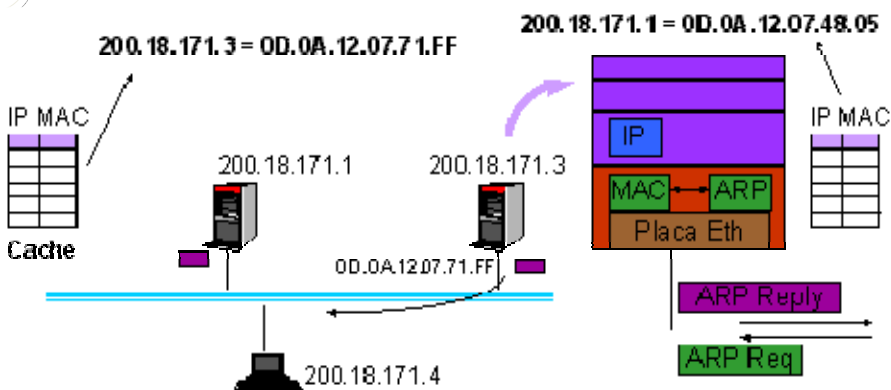 200.18.171.3 = 0D.0A.12.07.71.FF
200.18.171.1 = 0D.0A.12.07.48.05
IP MAC
Cache
200.18.171.1
200.18.171.3
0D.0A.12.07.71.FF
200.18.171.4
IP
MAC
ARP
Placa Eth
IP MAC
ARP Reply
ARP Req